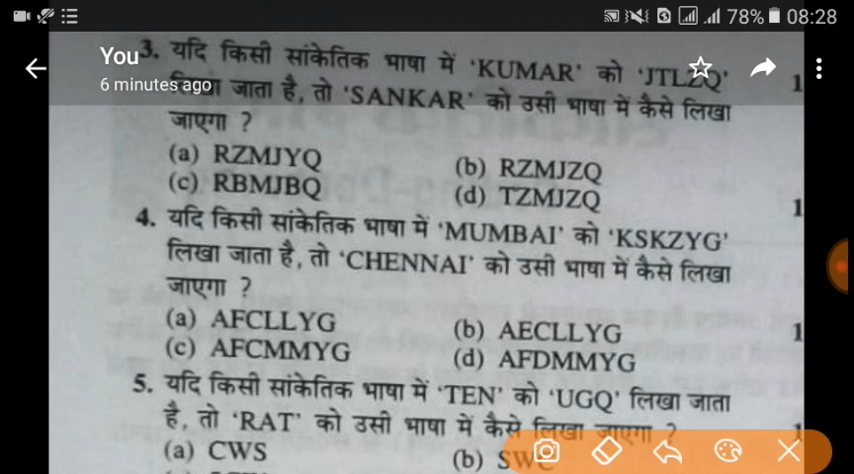 78% 08:28
You
6 minutes ago
3. यदि किसी सांकेतिक भाषा में 'KUMAR' को 'JTLZQ'
लिखा जाता है, तो 'SANKAR' को उसी भाषा में कैसे लिखा
जाएगा ?
(a) RZMJYQ (b) RZMJZQ
(c) RBMJBQ (d) TZMJZQ
4. यदि किसी सांकेतिक भाषा में 'MUMBAI' को 'KSKZYG'
लिखा जाता है, तो 'CHENNAI' को उसी भाषा में कैसे लिखा
जाएगा ?
(a) AFCLLYG (b) AECLLYG
(c) AFCMMYG (d) AFDMMYG
5. यदि किसी सांकेतिक भाषा में 'TEN' को 'UGQ' लिखा जाता
है, तो 'RAT' को उसी भाषा में कैसे लिखा जाएगा ?
(a) CWS (b)
1
1
1
1